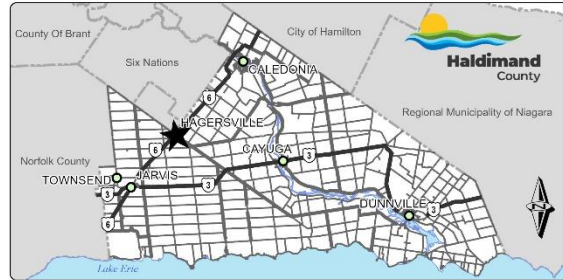 County Of Brant
City of Hamilton
Haldimand
County
Six Nations
CALEDONIA
Regional Municipality of Niagara
6
HAGERSVILLE
Norfolk County
6
CAYUGA
3
TOWNSEND
JARVIS
3
3
DUNNVILLE
3
6
Lake Erie
N